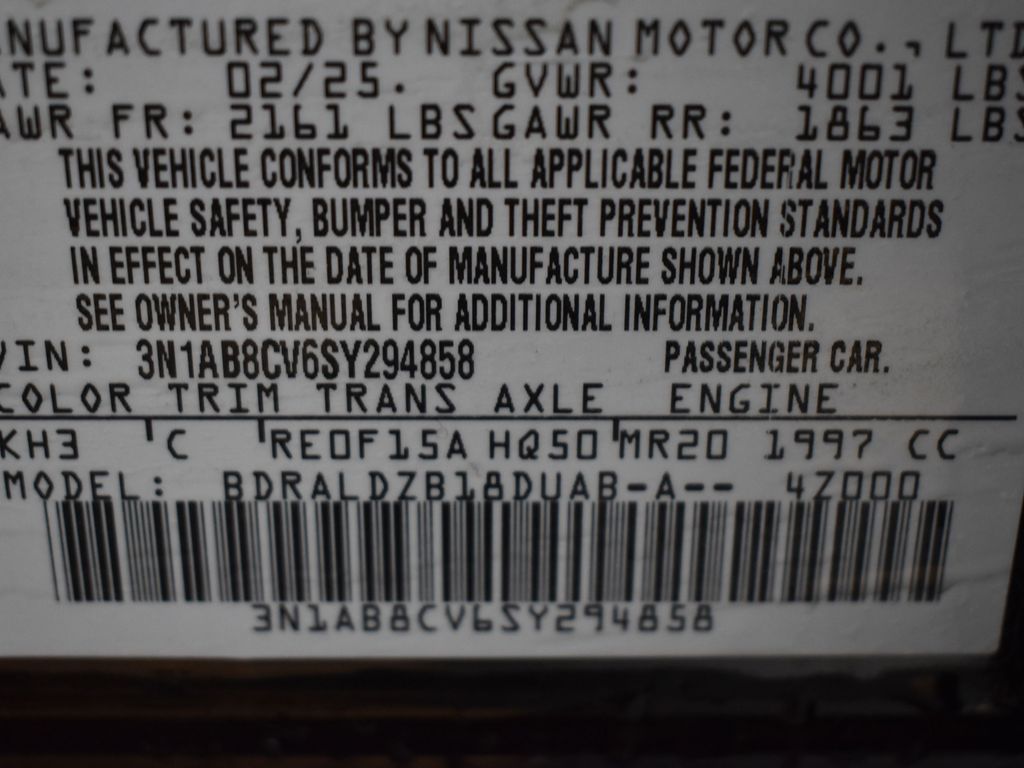 NUFACTURED BY NISSAN MOTOR CO., LTD
ATE: 02/25. GVWR: 4001 LBS
AWR FR: 2161 LBS GAWR RR: 1863 LBS
THIS VEHICLE CONFORMS TO ALL APPLICABLE FEDERAL MOTOR
VEHICLE SAFETY, BUMPER AND THEFT PREVENTION STANDARDS
IN EFFECT ON THE DATE OF MANUFACTURE SHOWN ABOVE.
SEE OWNER'S MANUAL FOR ADDITIONAL INFORMATION.
VIN: 3N1AB8CV6SY294858 PASSENGER CAR.
COLOR TRIM TRANS AXLE ENGINE
KH3 C RE0F15A HQ50 MR20 1997 CC
MODEL: BDRALDZB18DUAB-A-- 4Z000
3N1AB8CV6SY294858